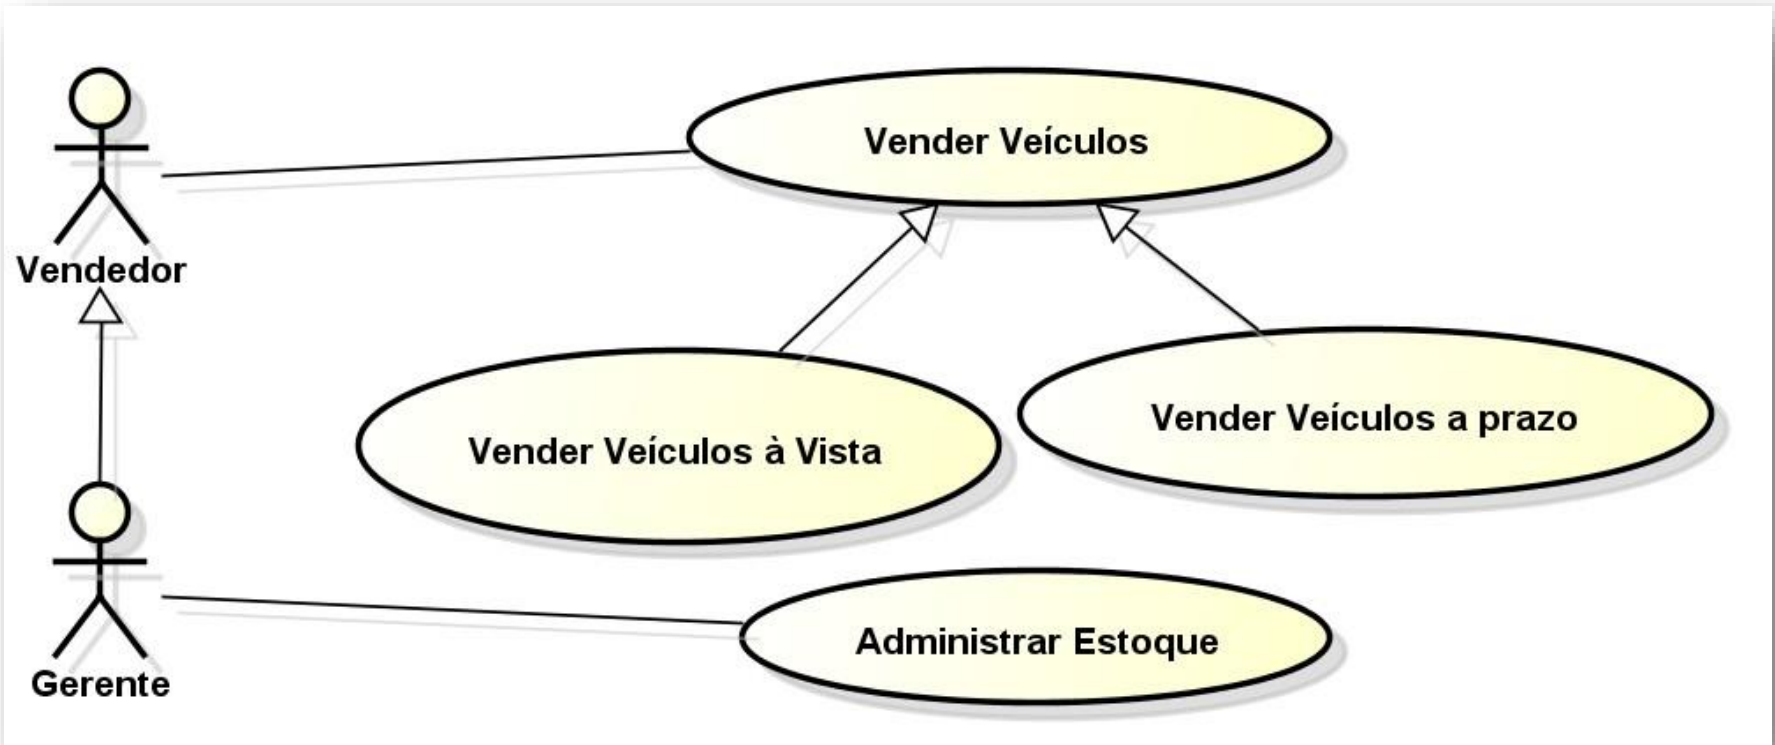 Vender Veículos
Vendedor
Vender Veículos a prazo
Vender Veículos à Vista
Administrar Estoque
Gerente